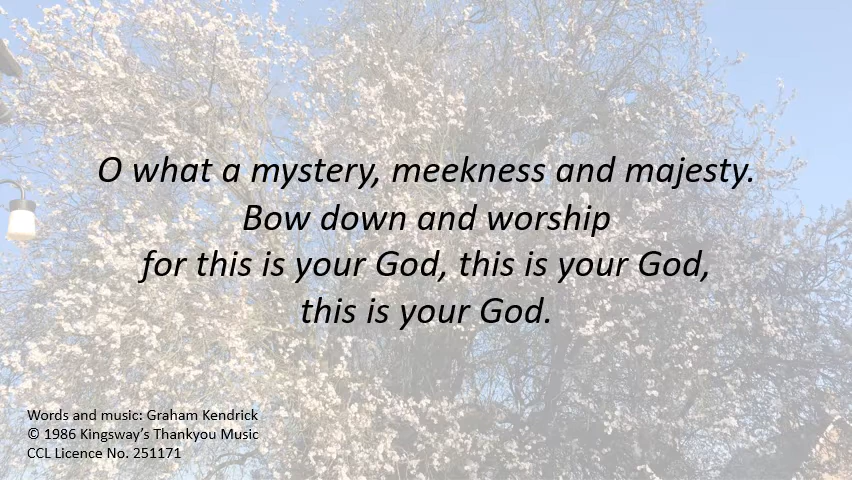 O what a mystery, meekness and majesty.
Bow down and worship
for this is your God, this is your God,
this is your God.
Words and music: Graham Kendrick
© 1986 Kingsway’s Thankyou Music
CCL Licence No. 251171